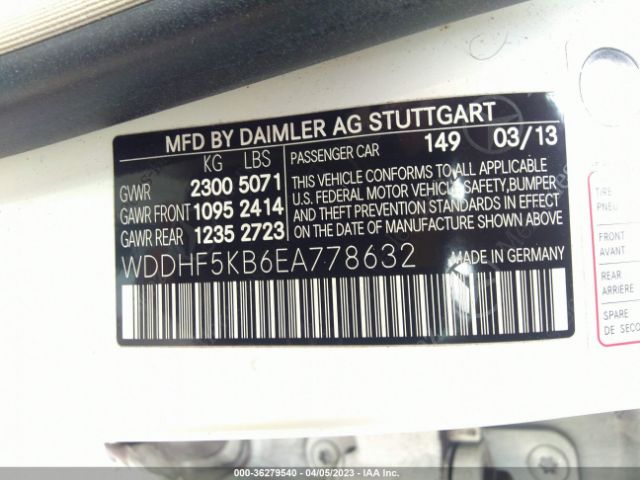 MFD BY DAIMLER AG STUTTGART
KG LBS
GVWR 2300 5071
GAWR FRONT 1095 2414
GAWR REAR 1235 2723
149 03/13
PASSENGER CAR
THIS VEHICLE CONFORMS TO ALL APPLICABLE
U.S. FEDERAL MOTOR VEHICLE SAFETY,BUMPER
AND THEFT PREVENTION STANDARDS IN EFFECT
ON THE DATE OF MANUFACTURE SHOWN ABOVE
WDDHF5KB6EA778632
MADE IN GERMANY
TIRE
PNEU
FRONT
AVANT
REAR
ARRIERE
SPARE
DE SECO
000-36279540 / 04/05/2023 - IAA Inc.